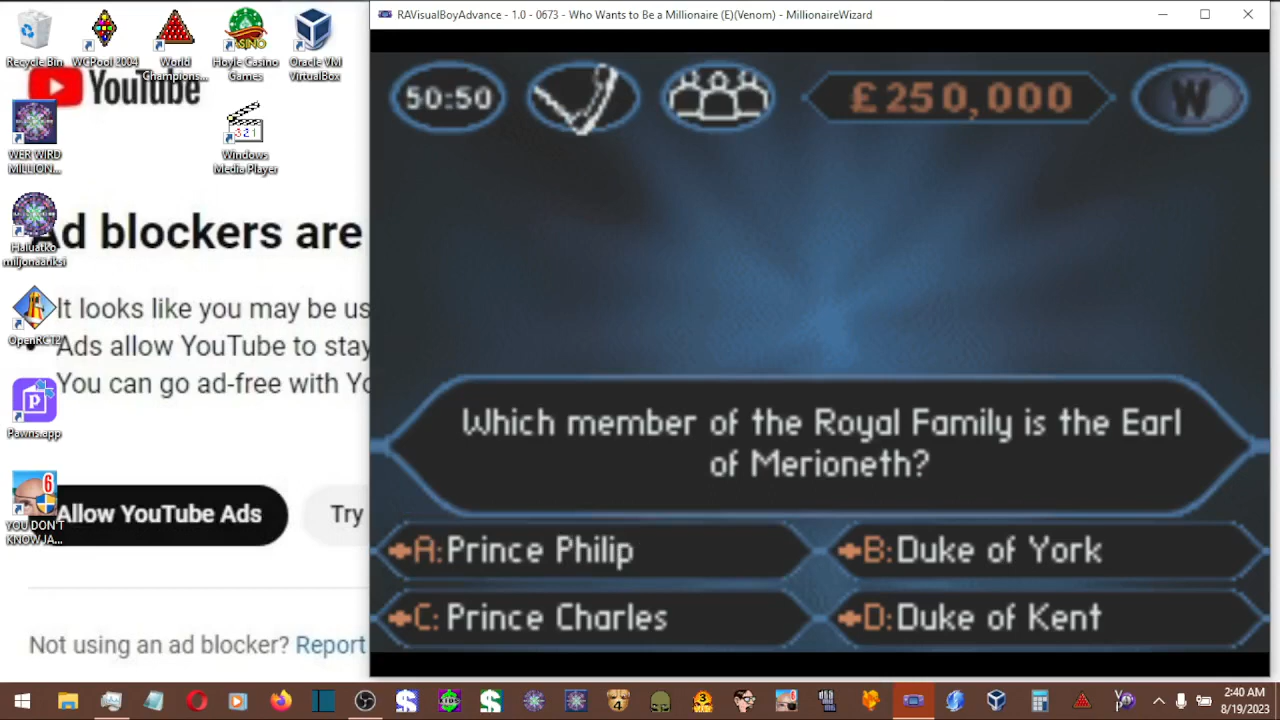 RAVisualBoyAdvance - 1.0 - 0673 - Who Wants to Be a Millionaire (E)(Venom) - MillionaireWizard
Recycle Bin
WCPool 2004
World
Champions...
Hoyle Casino
Games
Oracle VM
VirtualBox
YouTube
WER WIRD
MILLION...
3 2 1
Windows
Media Player
Haluatko
miljonääriksi
Ad blockers are
It looks like you may be us
Ads allow YouTube to stay
You can go ad-free with Yo
OpenRCT2
Pawns.app
6
YOU DON'T
KNOW JA...
Allow YouTube Ads
Try
Not using an ad blocker? Report
50:50
£250,000
W
Which member of the Royal Family is the Earl
of Merioneth?
A: Prince Philip
B: Duke of York
C: Prince Charles
D: Duke of Kent
2:40 AM
8/19/2023